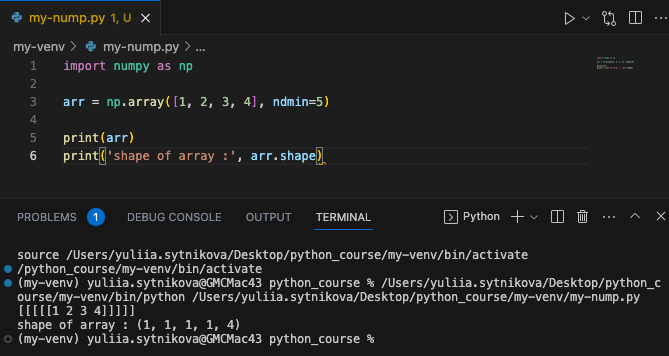 my-nump.py 1, U
my-venv > my-nump.py > ...
1 import numpy as np
2
3 arr = np.array([1, 2, 3, 4], ndmin=5)
4
5 print(arr)
6 print('shape of array :', arr.shape)
PROBLEMS 1 DEBUG CONSOLE OUTPUT TERMINAL Python
source /Users/yuliia.sytnikova/Desktop/python_course/my-venv/bin/activate
/python_course/my-venv/bin/activate
(my-venv) yuliia.sytnikova@GMCMac43 python_course % /Users/yuliia.sytnikova/Desktop/python_c
ourse/my-venv/bin/python /Users/yuliia.sytnikova/Desktop/python_course/my-venv/my-nump.py
[[[[[1 2 3 4]]]]]
shape of array : (1, 1, 1, 1, 4)
(my-venv) yuliia.sytnikova@GMCMac43 python_course %